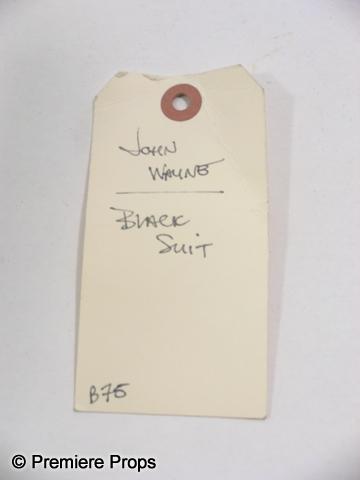 JOHN
WAYNE
BLACK
SUIT
B75
© Premiere Props